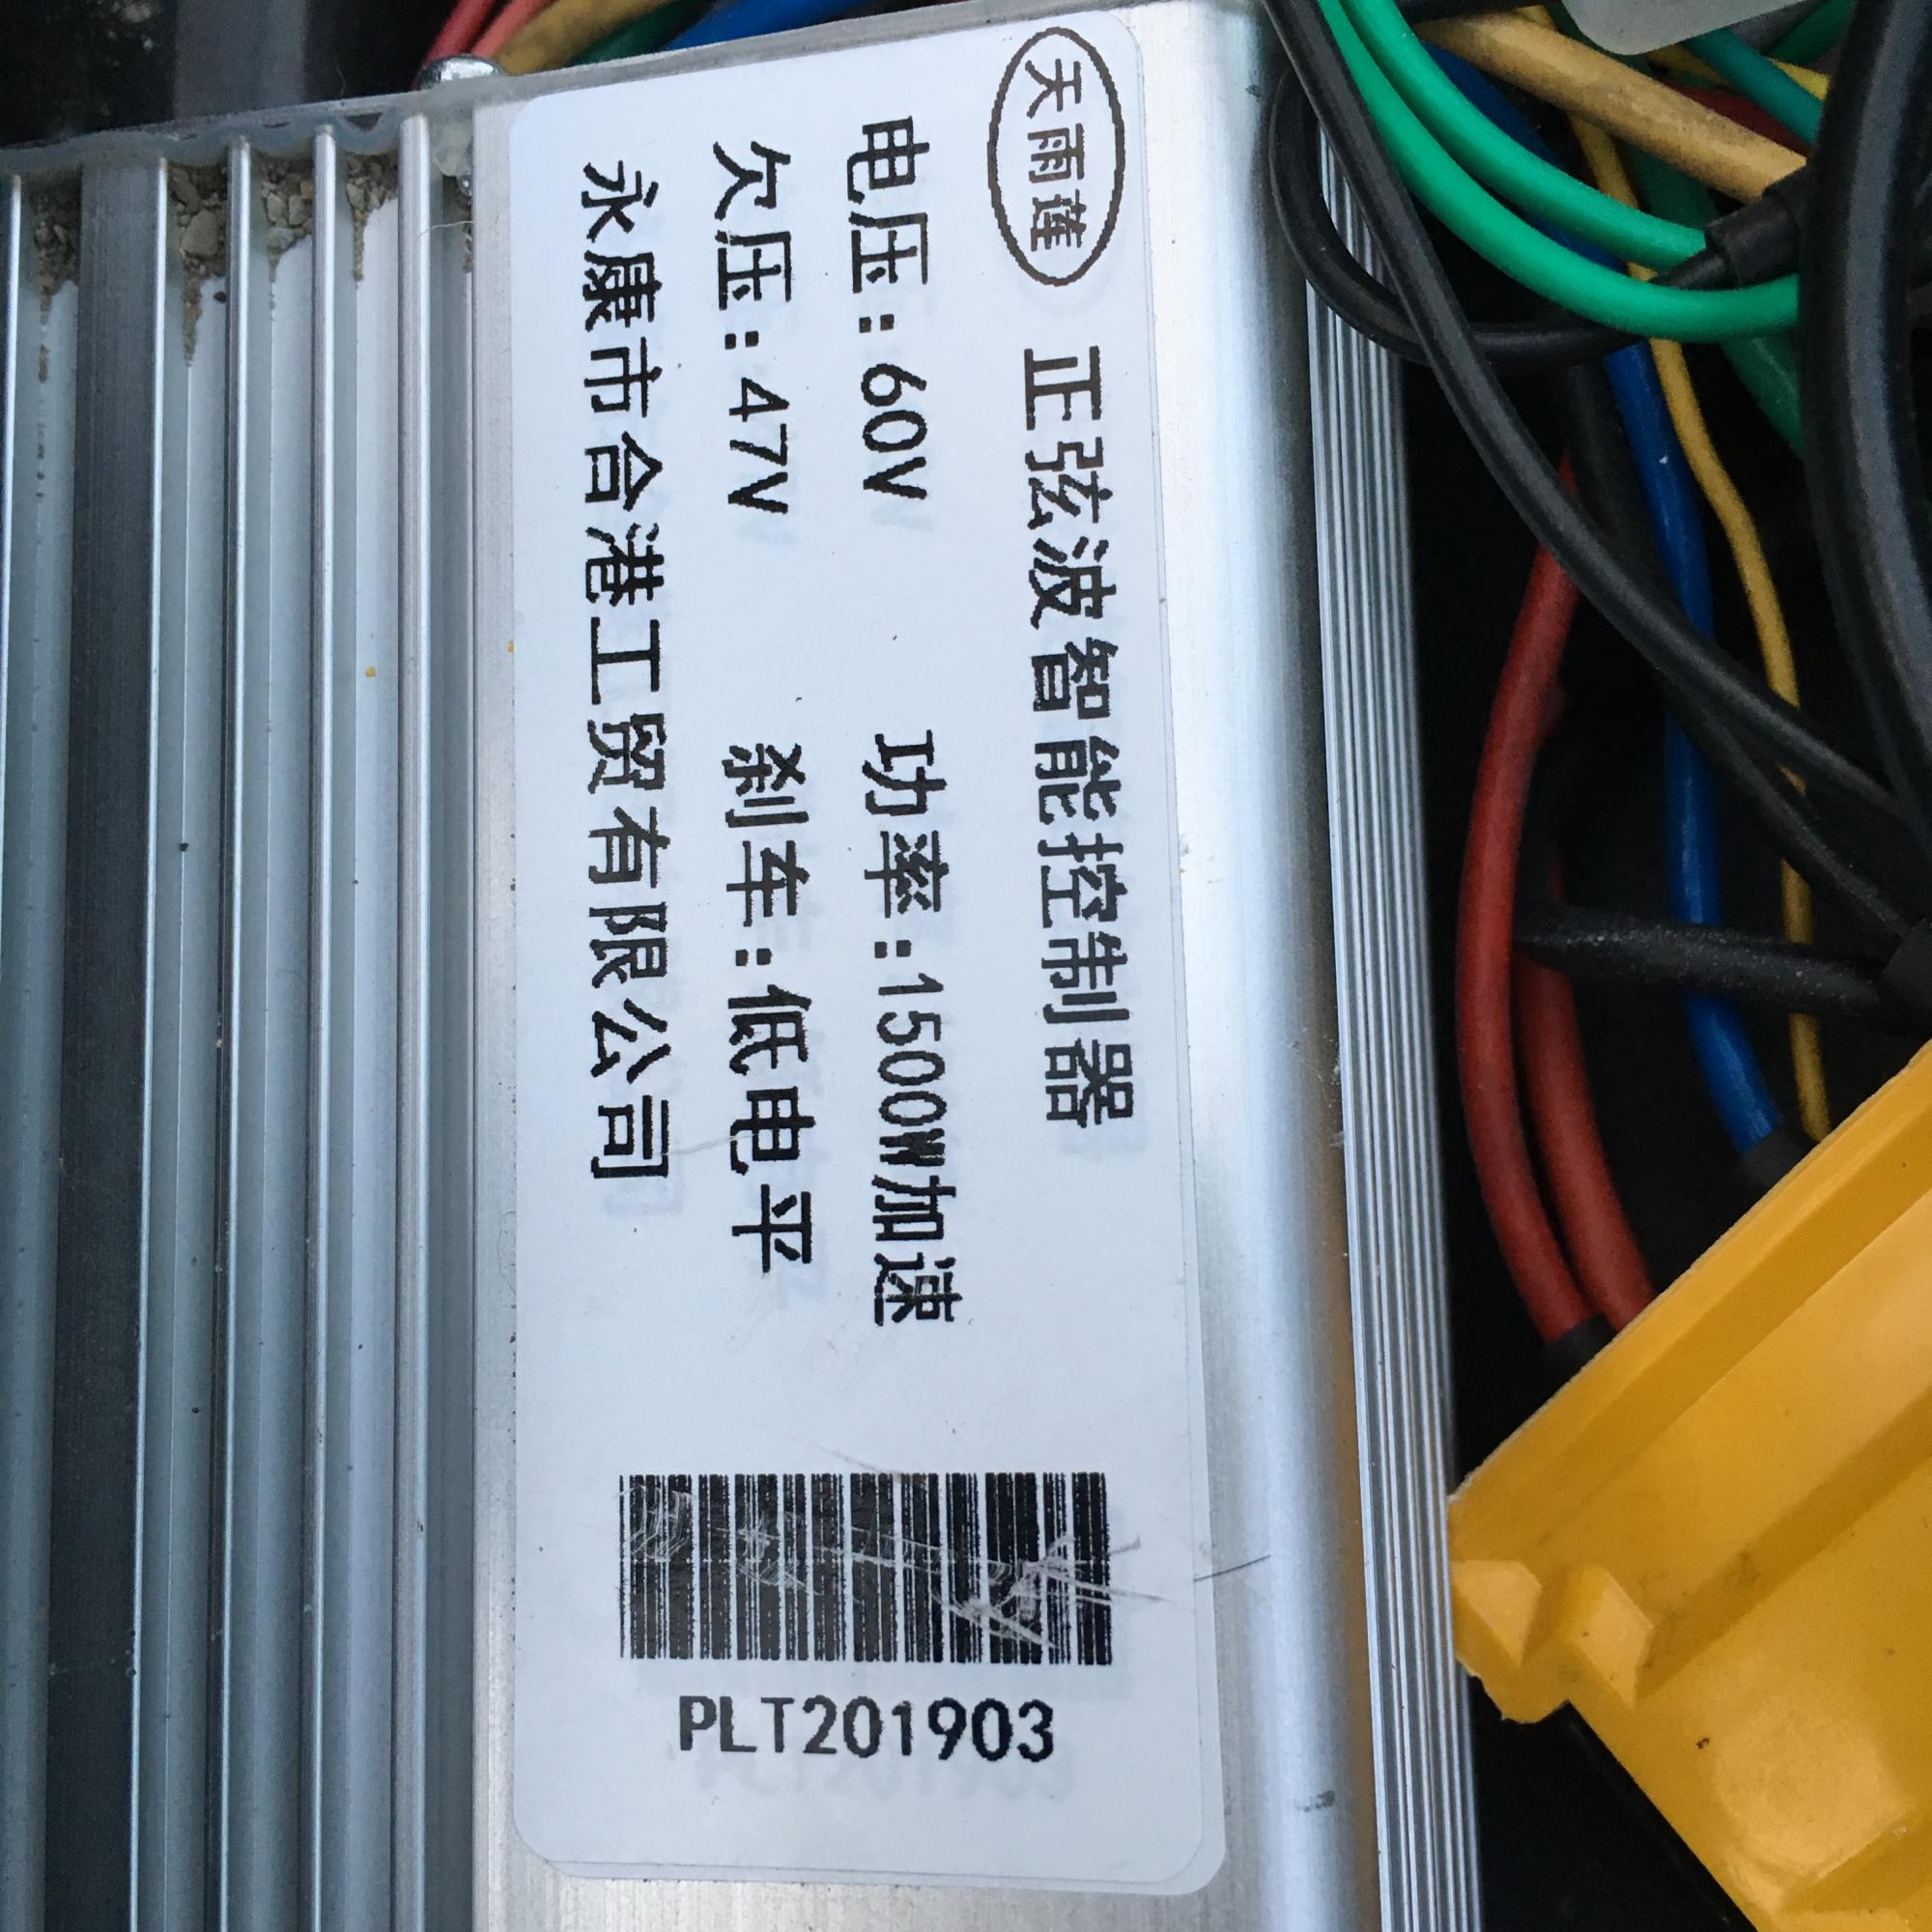 天雨莲
正弦波智能控制器
电压:60V 功率:1500W加速
欠压:47V 刹车:低电平
永康市合港工贸有限公司
PLT201903